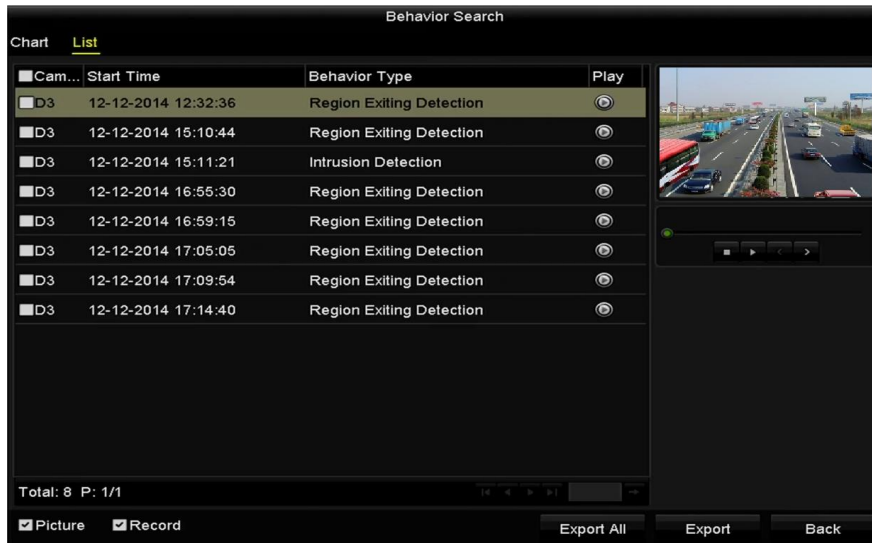 Behavior Search
Chart List
Cam... Start Time Behavior Type Play
D3 12-12-2014 12:32:36 Region Exiting Detection
D3 12-12-2014 15:10:44 Region Exiting Detection
D3 12-12-2014 15:11:21 Intrusion Detection
D3 12-12-2014 16:55:30 Region Exiting Detection
D3 12-12-2014 16:59:15 Region Exiting Detection
D3 12-12-2014 17:05:05 Region Exiting Detection
D3 12-12-2014 17:09:54 Region Exiting Detection
D3 12-12-2014 17:14:40 Region Exiting Detection
Total: 8 P: 1/1
Picture Record Export All Export Back